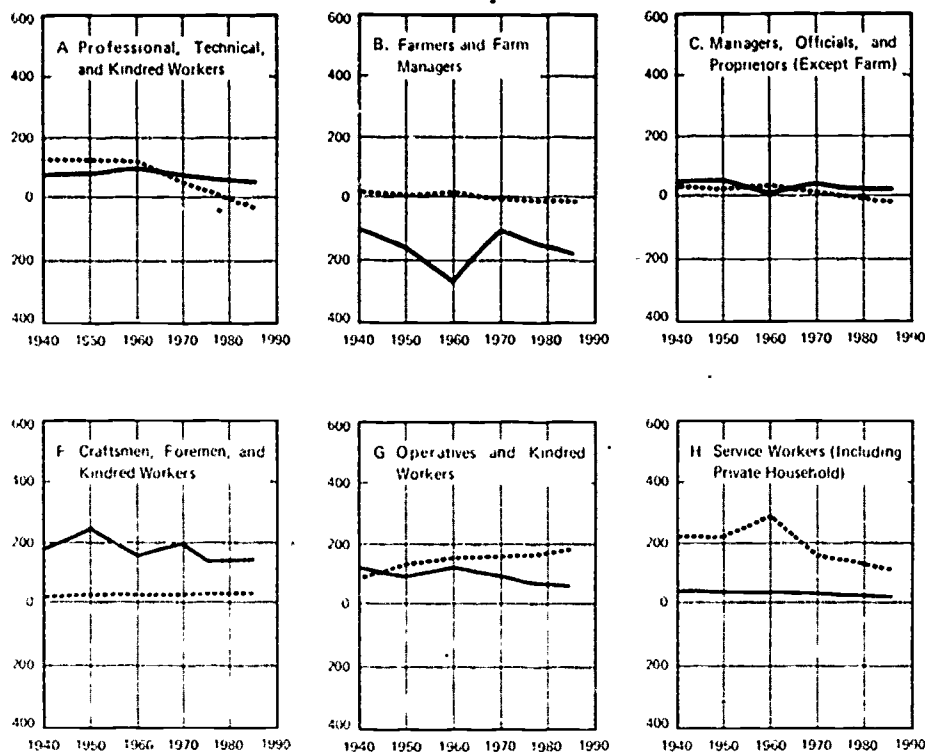 600
A Professional, Technical,
and Kindred Workers
400
200
0
200
400
1940 1950 1960 1970 1980 1990
600
B. Farmers and Farm
Managers
400
200
0
200
400
1940 1950 1960 1970 1980 1990
600
C. Managers, Officials, and
Proprietors (Except Farm)
400
200
0
200
400
1940 1950 1960 1970 1980 1990
600
F Craftsmen, Foremen, and
Kindred Workers
400
200
0
200
400
1940 1950 1960 1970 1980 1990
600
G Operatives and Kindred
Workers
400
200
0
200
400
1940 1950 1960 1970 1980 1990
600
H Service Workers (Including
Private Household)
400
200
0
200
400
1940 1950 1960 1970 1980 1990